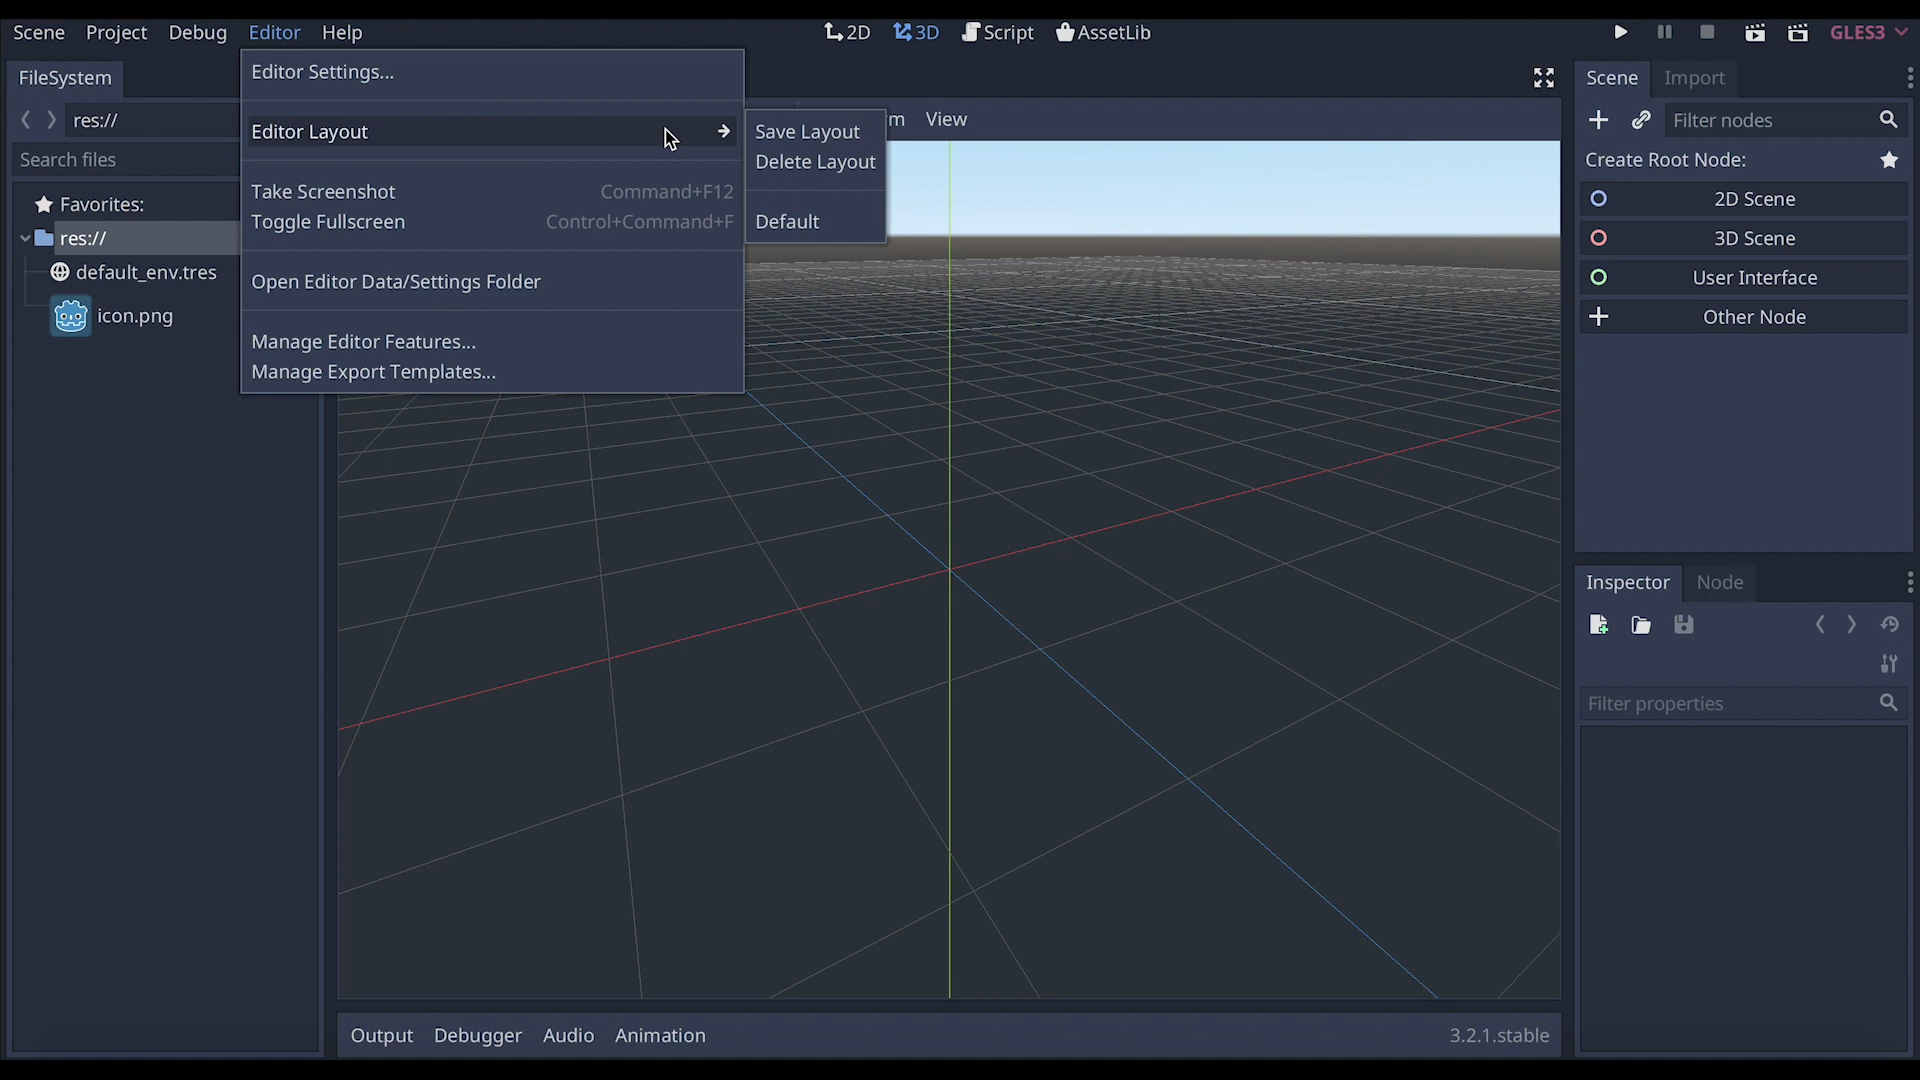 Scene Project Debug Editor Help
2D 3D Script AssetLib
GLES3
FileSystem
res://
Search files
Favorites:
res://
default_env.tres
icon.png
Editor Settings...
Editor Layout
Take Screenshot Command+F12
Toggle Fullscreen Control+Command+F
Open Editor Data/Settings Folder
Manage Editor Features...
Manage Export Templates...
Save Layout
Delete Layout
Default
View
Scene Import
Filter nodes
Create Root Node:
2D Scene
3D Scene
User Interface
Other Node
Inspector Node
Filter properties
Output Debugger Audio Animation
3.2.1.stable